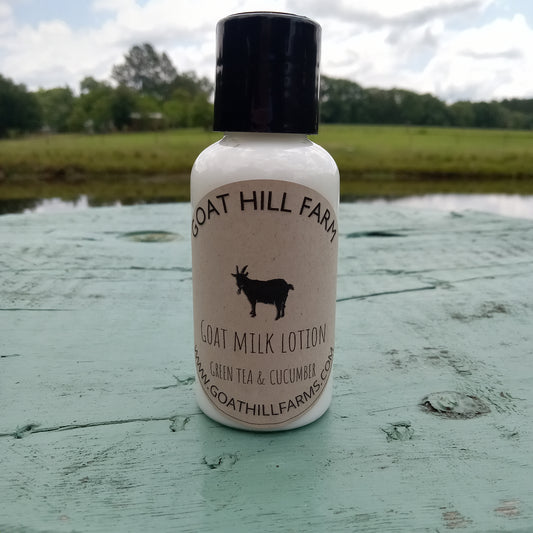 GOAT HILL FARM
GOAT MILK LOTION
GREEN TEA & CUCUMBER
WWW.GOATHILLFARMS.COM